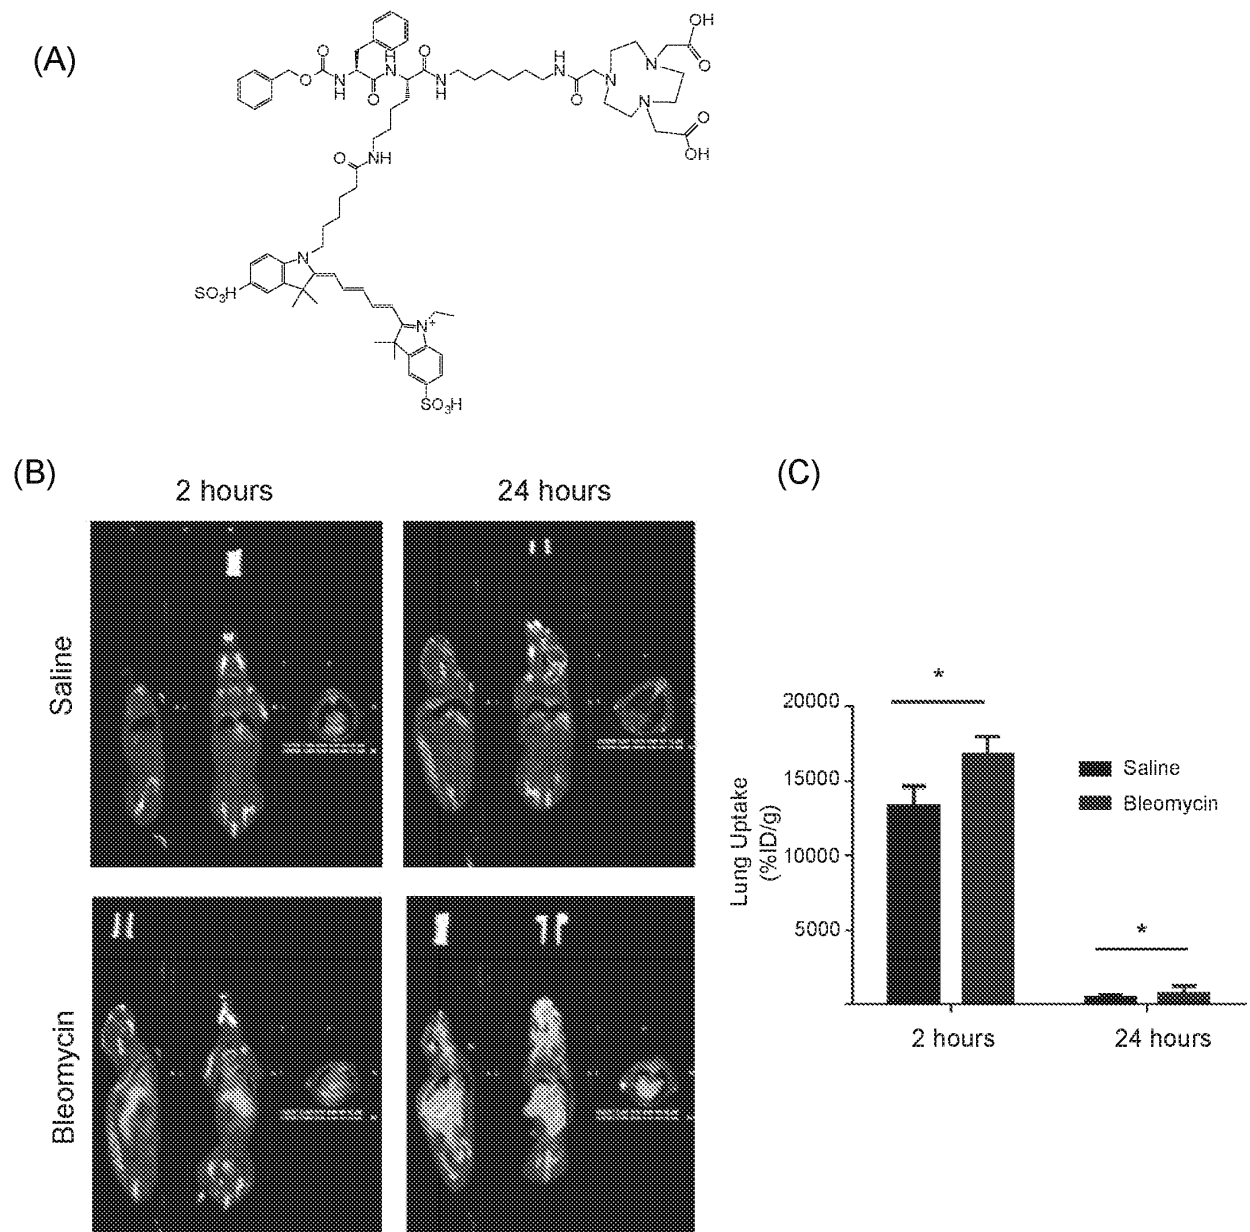 (A)
OH
O
O
O
N
H
H
N
O
O
N
H
H
N
O
N
N
N
O
OH
O
NH
N
SO3H
N+
SO3H
(B)
2 hours
24 hours
(C)
Saline
Bleomycin
Lung Uptake
(%ID/g)
20000
15000
10000
5000
*
*
Saline
Bleomycin
2 hours
24 hours